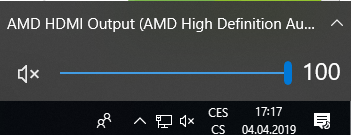 AMD HDMI Output (AMD High Definition Au...
100
CES 17:17
CS 04.04.2019